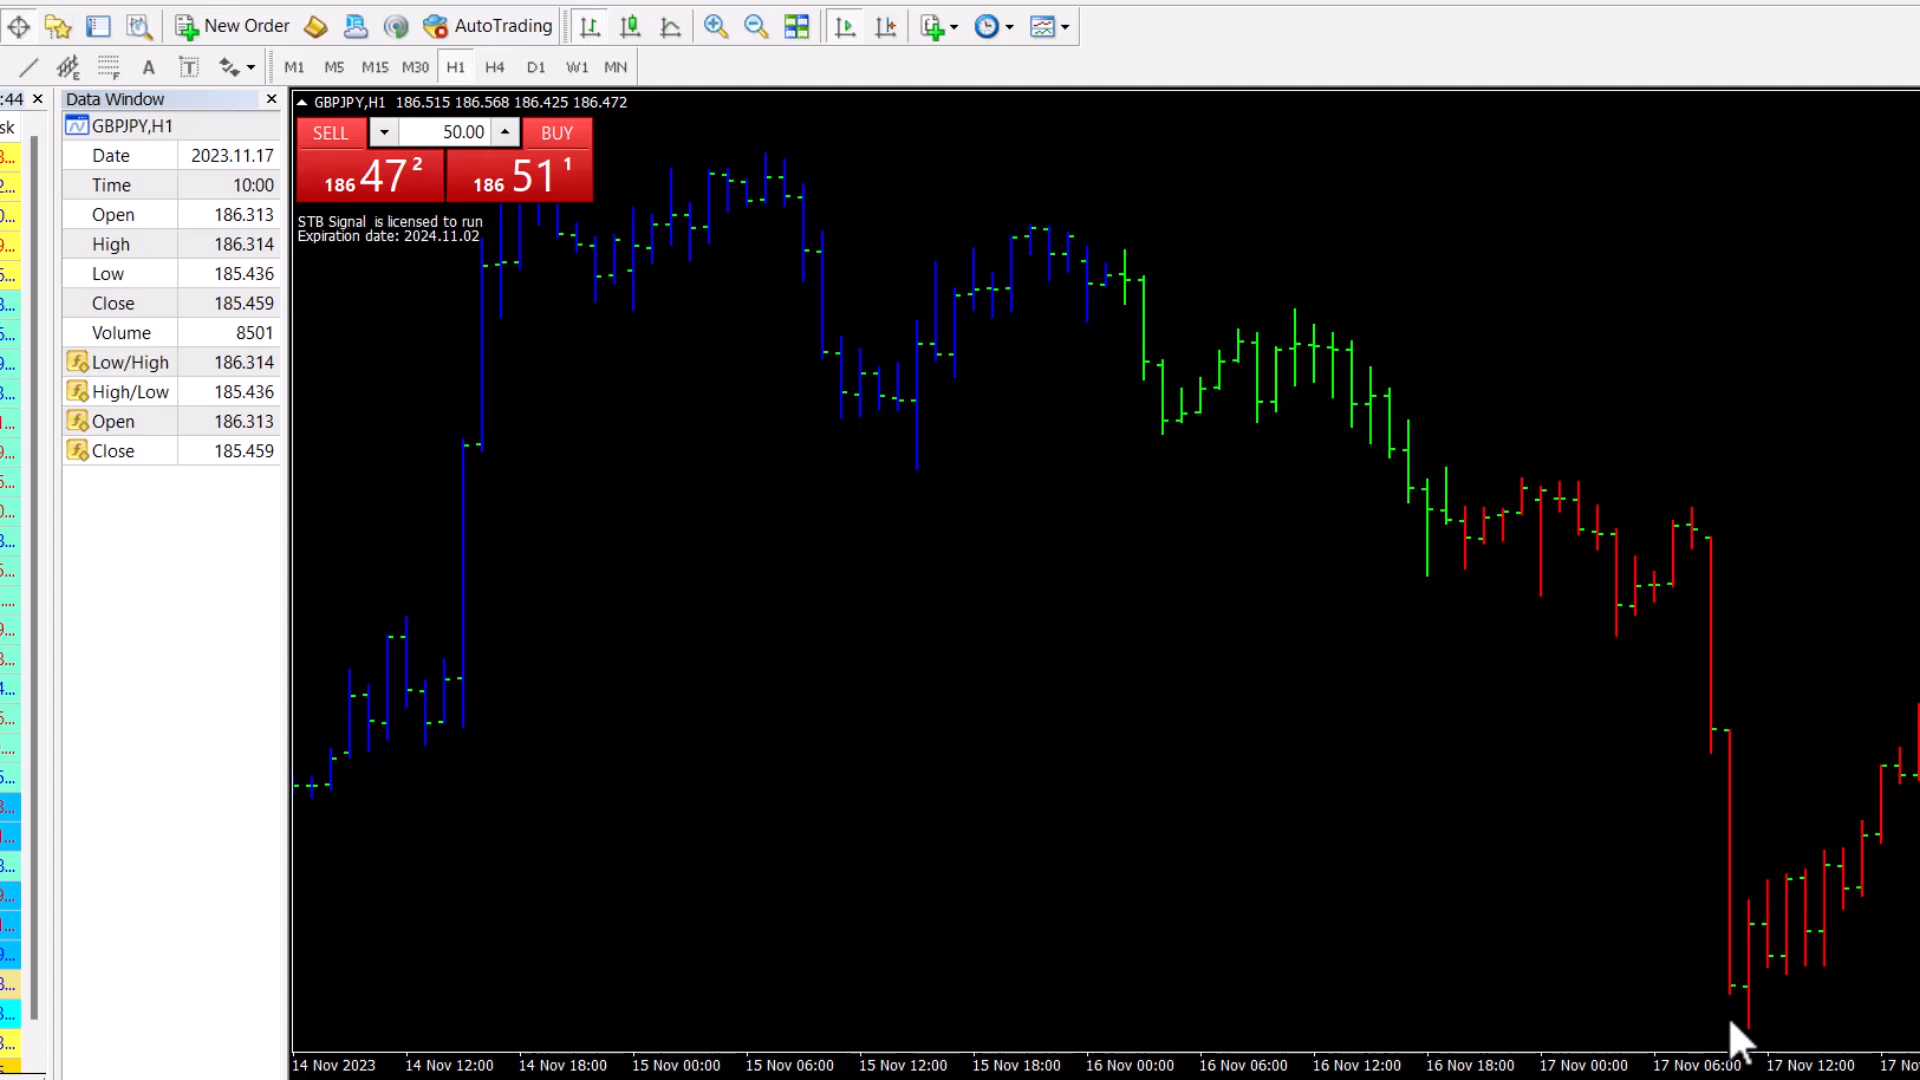 New Order
AutoTrading
M1 M5 M15 M30 H1 H4 D1 W1 MN
:44
Data Window
GBPJPY,H1 186.515 186.568 186.425 186.472
sk
GBPJPY,H1
SELL 50.00 BUY
Date 2023.11.17
186 47 2
186 51 1
Time 10:00
Open 186.313
STB Signal is licensed to run
Expiration date: 2024.11.02
High 186.314
Low 185.436
Close 185.459
Volume 8501
Low/High 186.314
High/Low 185.436
Open 186.313
Close 185.459
14 Nov 2023 14 Nov 12:00 14 Nov 18:00 15 Nov 00:00 15 Nov 06:00 15 Nov 12:00 15 Nov 18:00 16 Nov 00:00 16 Nov 06:00 16 Nov 12:00 16 Nov 18:00 17 Nov 00:00 17 Nov 06:00 17 Nov 12:00 17 No